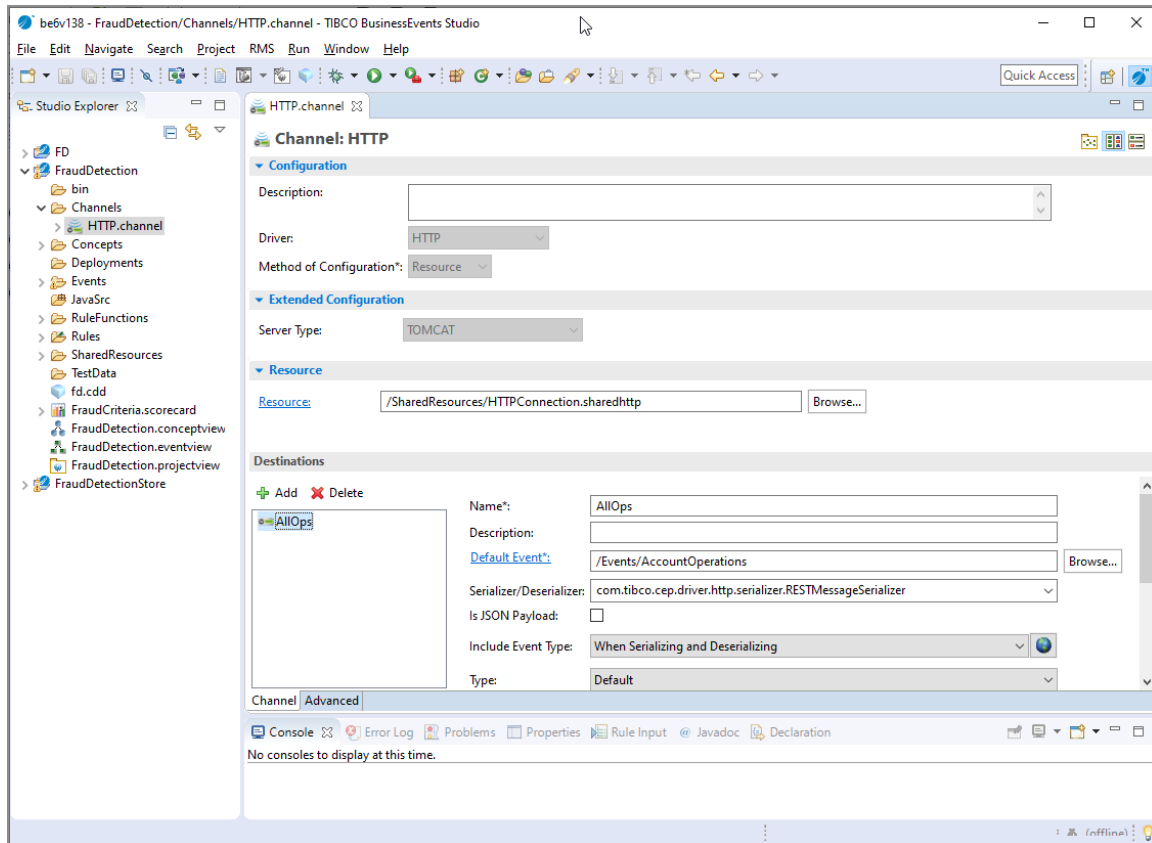 be6v138 - FraudDetection/Channels/HTTP.channel - TIBCO BusinessEvents Studio
File Edit Navigate Search Project RMS Run Window Help
Quick Access
Studio Explorer
FD
FraudDetection
bin
Channels
HTTP.channel
Concepts
Deployments
Events
JavaSrc
RuleFunctions
Rules
SharedResources
TestData
fd.cdd
FraudCriteria.scorecard
FraudDetection.conceptview
FraudDetection.eventview
FraudDetection.projectview
FraudDetectionStore
HTTP.channel
Channel: HTTP
Configuration
Description:
Driver: HTTP
Method of Configuration*: Resource
Extended Configuration
Server Type: TOMCAT
Resource
Resource: /SharedResources/HTTPConnection.sharedhttp Browse...
Destinations
Add Delete
AllOps
Name*: AllOps
Description:
Default Event*: /Events/AccountOperations Browse...
Serializer/Deserializer: com.tibco.cep.driver.http.serializer.RESTMessageSerializer
Is JSON Payload:
Include Event Type: When Serializing and Deserializing
Type: Default
Channel Advanced
Console Error Log Problems Properties Rule Input Javadoc Declaration
No consoles to display at this time.
(offline)